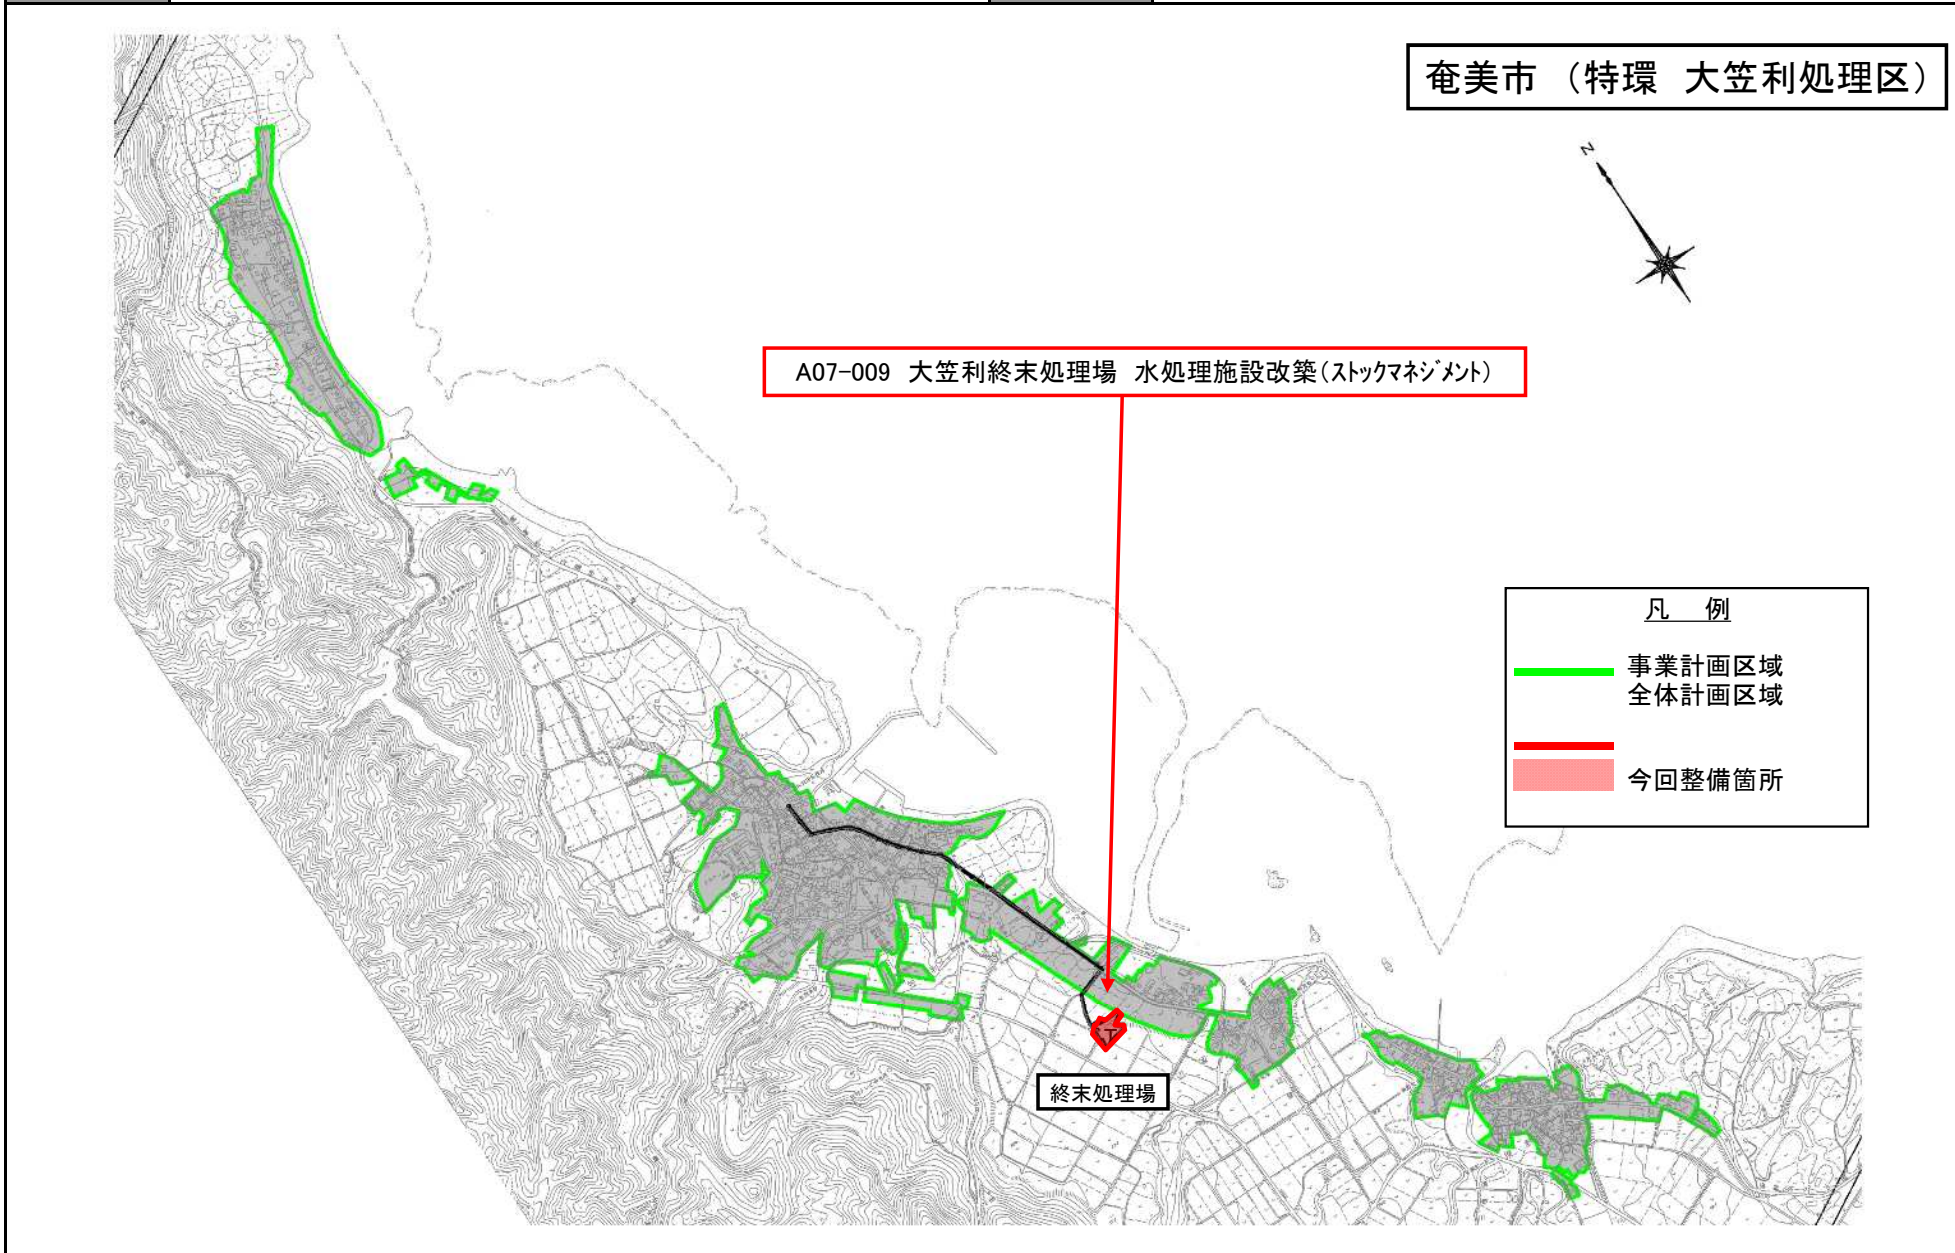 奄美市 （特環 大笠利処理区）
N
A07-009 大笠利終末処理場 水処理施設改築(ｽﾄｯｸﾏﾈｼﾞﾒﾝﾄ)
凡 例
事業計画区域
全体計画区域
今回整備箇所
T
終末処理場